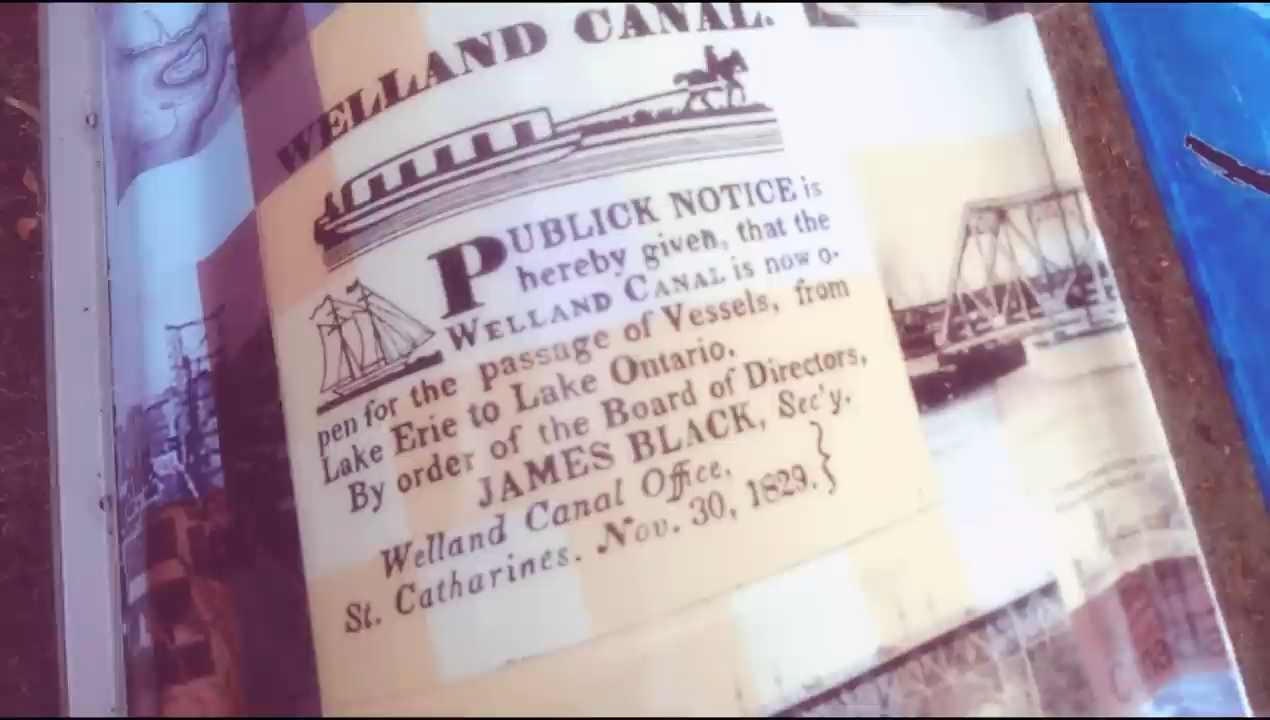 WELLAND CANAL.
PUBLICK NOTICE is
hereby given, that the
WELLAND CANAL is now o-
pen for the passage of Vessels, from
Lake Erie to Lake Ontario.
By order of the Board of Directors,
JAMES BLACK, Sec'y.
Welland Canal Office,
St. Catharines. Nov. 30, 1829.}